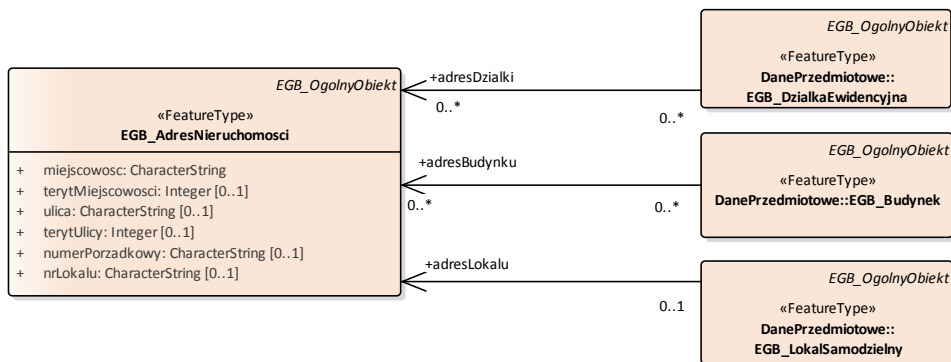 EGB_OgolnyObiekt
«FeatureType»
EGB_AdresNieruchomosci
+ miejscowosc: CharacterString
+ terytMiejscowosci: Integer [0..1]
+ ulica: CharacterString [0..1]
+ terytUlicy: Integer [0..1]
+ numerPorzadkowy: CharacterString [0..1]
+ nrLokalu: CharacterString [0..1]
+adresDzialki
0..*
0..*
EGB_OgolnyObiekt
«FeatureType»
DanePrzedmiotowe::
EGB_DzialkaEwidencyjna
+adresBudynku
0..*
0..*
EGB_OgolnyObiekt
«FeatureType»
DanePrzedmiotowe::EGB_Budynek
+adresLokalu
0..1
EGB_OgolnyObiekt
«FeatureType»
DanePrzedmiotowe::
EGB_LokalSamodzielny